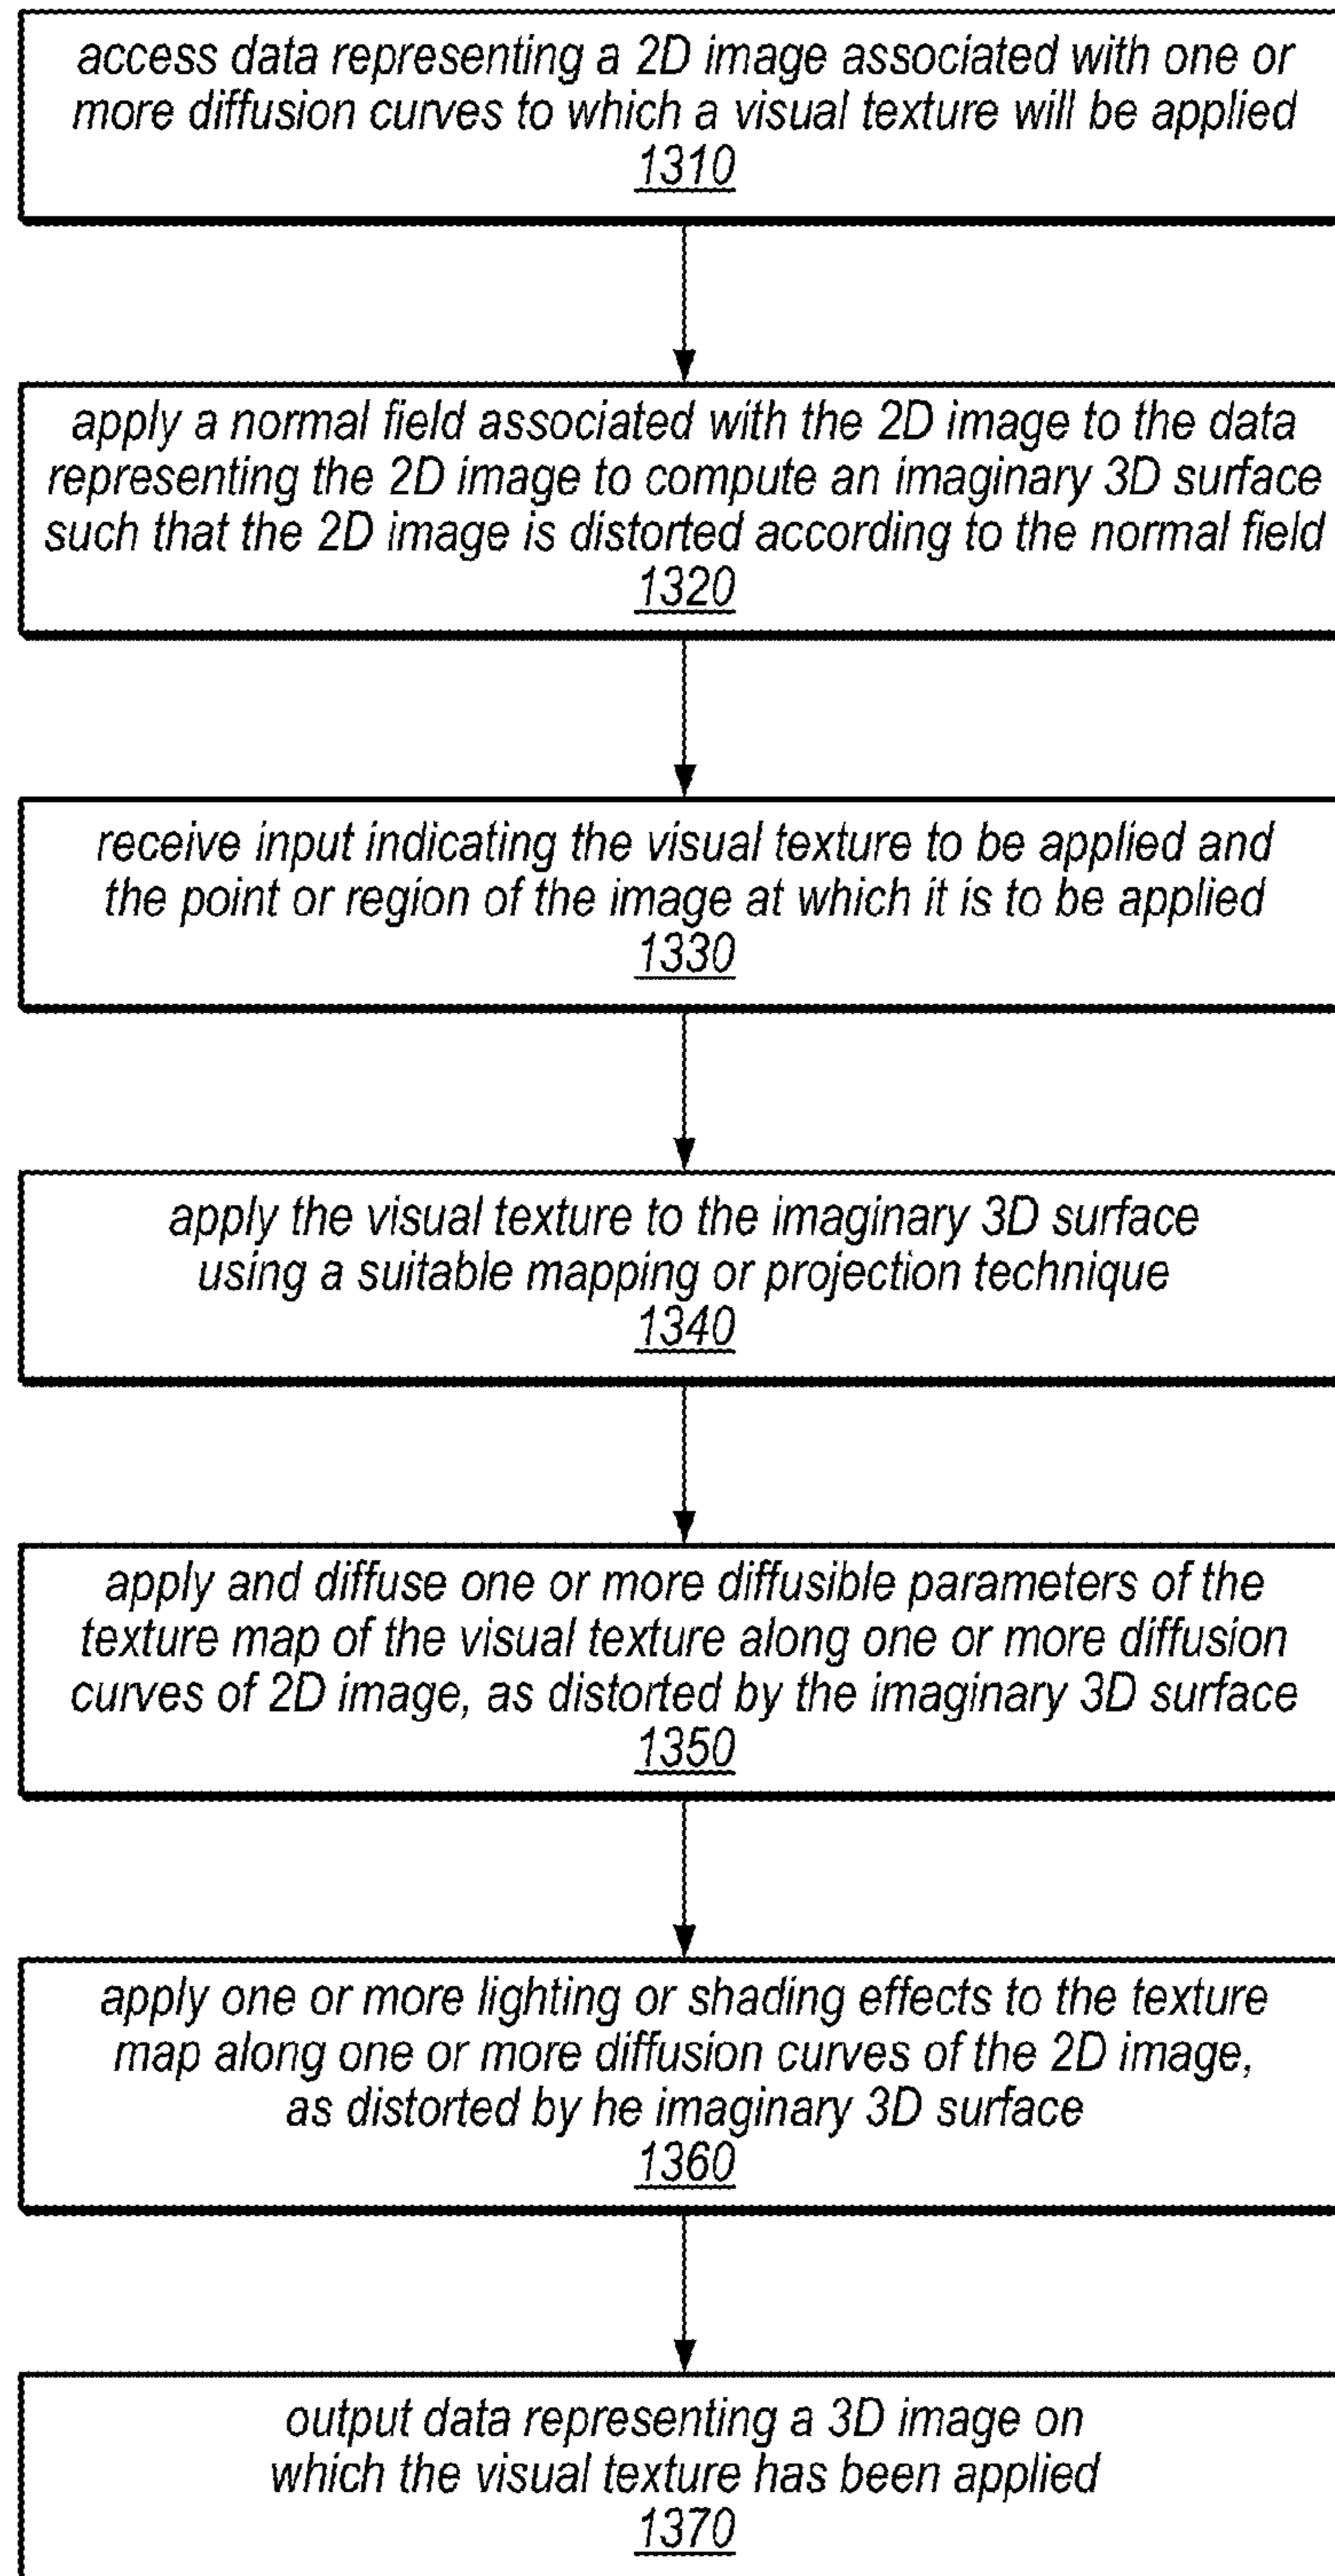 access data representing a 2D image associated with one or
more diffusion curves to which a visual texture will be applied
1310
apply a normal field associated with the 2D image to the data
representing the 2D image to compute an imaginary 3D surface
such that the 2D image is distorted according to the normal field
1320
receive input indicating the visual texture to be applied and
the point or region of the image at which it is to be applied
1330
apply the visual texture to the imaginary 3D surface
using a suitable mapping or projection technique
1340
apply and diffuse one or more diffusible parameters of the
texture map of the visual texture along one or more diffusion
curves of 2D image, as distorted by the imaginary 3D surface
1350
apply one or more lighting or shading effects to the texture
map along one or more diffusion curves of the 2D image,
as distorted by he imaginary 3D surface
1360
output data representing a 3D image on
which the visual texture has been applied
1370